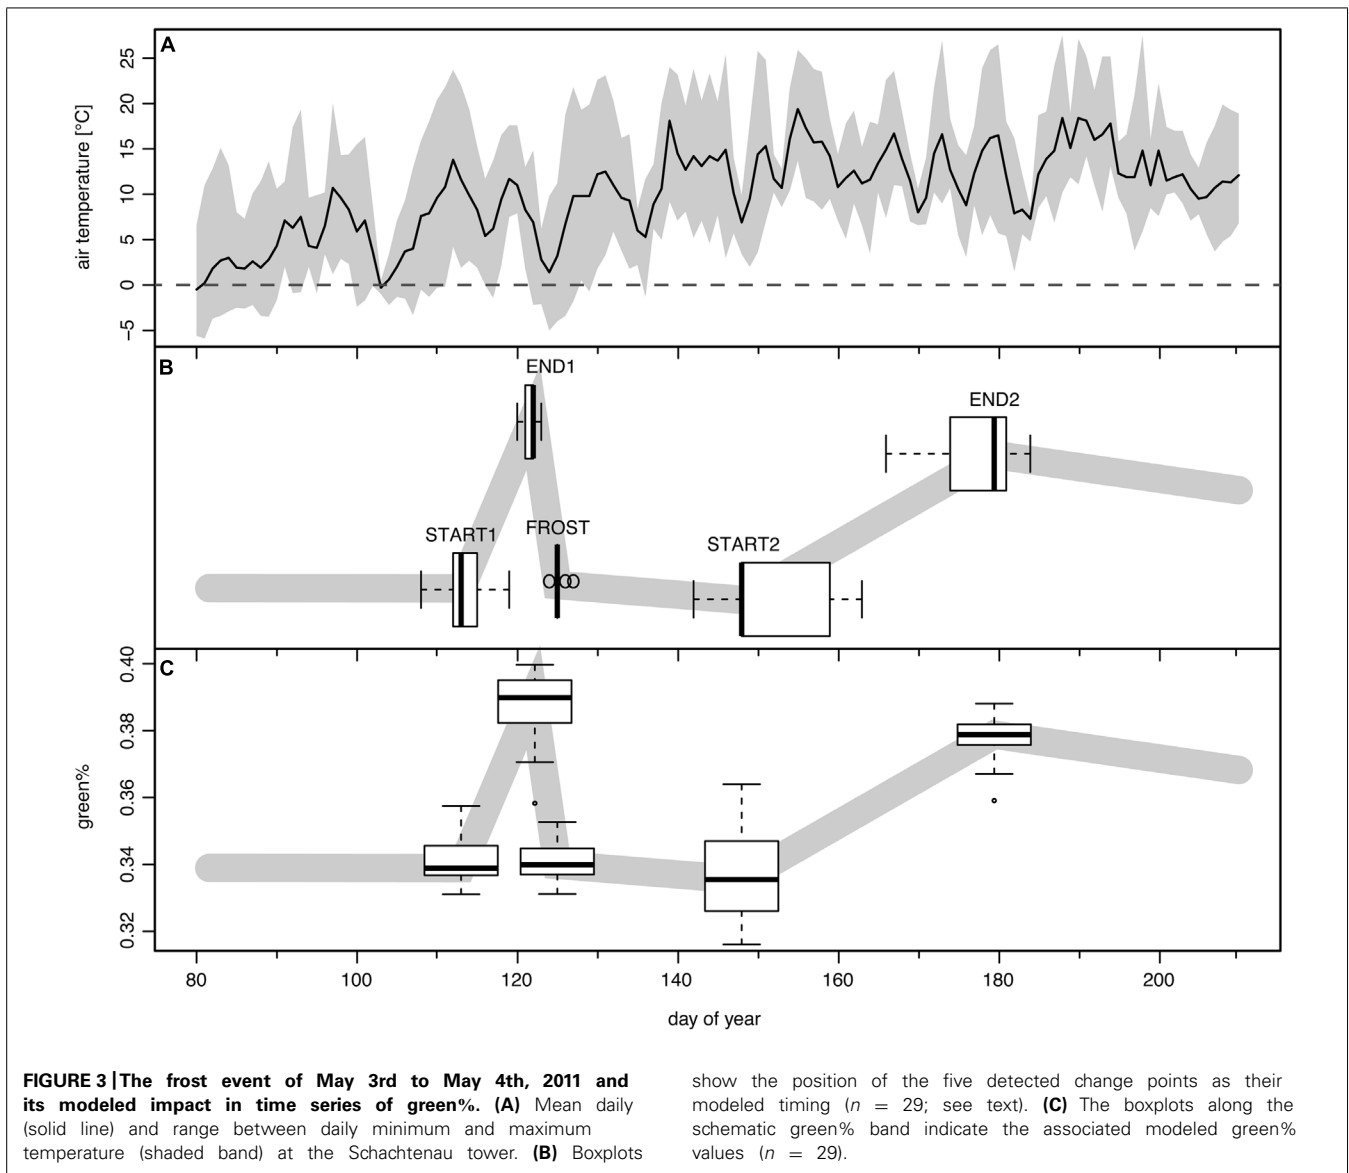 A
25
20
15
10
5
0
−5
air temperature [°C]
B
END1
END2
START1
FROST
START2
C
0.40
0.38
0.36
0.34
0.32
green%
80 100 120 140 160 180 200
day of year
FIGURE 3 | The frost event of May 3rd to May 4th, 2011 and
its modeled impact in time series of green%. (A) Mean daily
(solid line) and range between daily minimum and maximum
temperature (shaded band) at the Schachtenau tower. (B) Boxplots
show the position of the five detected change points as their
modeled timing (n = 29; see text). (C) The boxplots along the
schematic green% band indicate the associated modeled green%
values (n = 29).